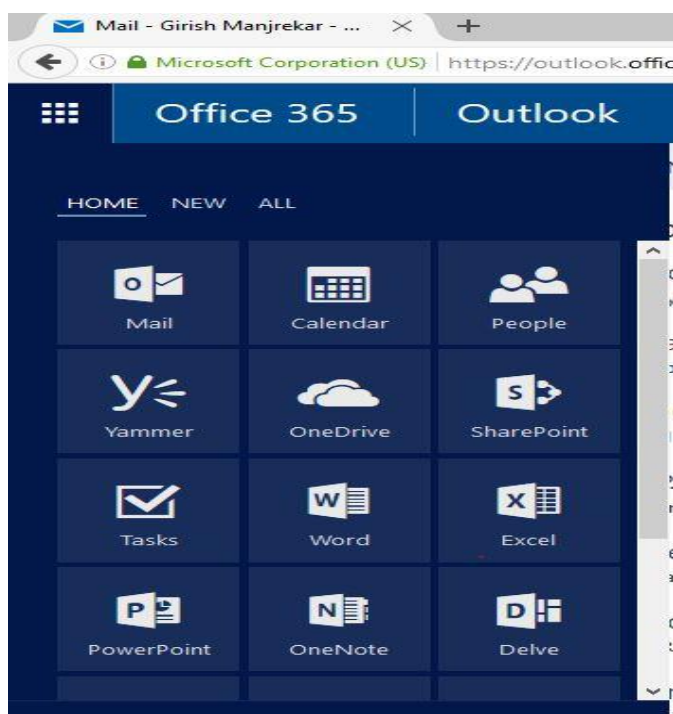 Mail - Girish Manjrekar - ...
Microsoft Corporation (US) https://outlook.offic
Office 365 Outlook
HOME NEW ALL
Mail Calendar People
Yammer OneDrive SharePoint
Tasks Word Excel
PowerPoint OneNote Delve